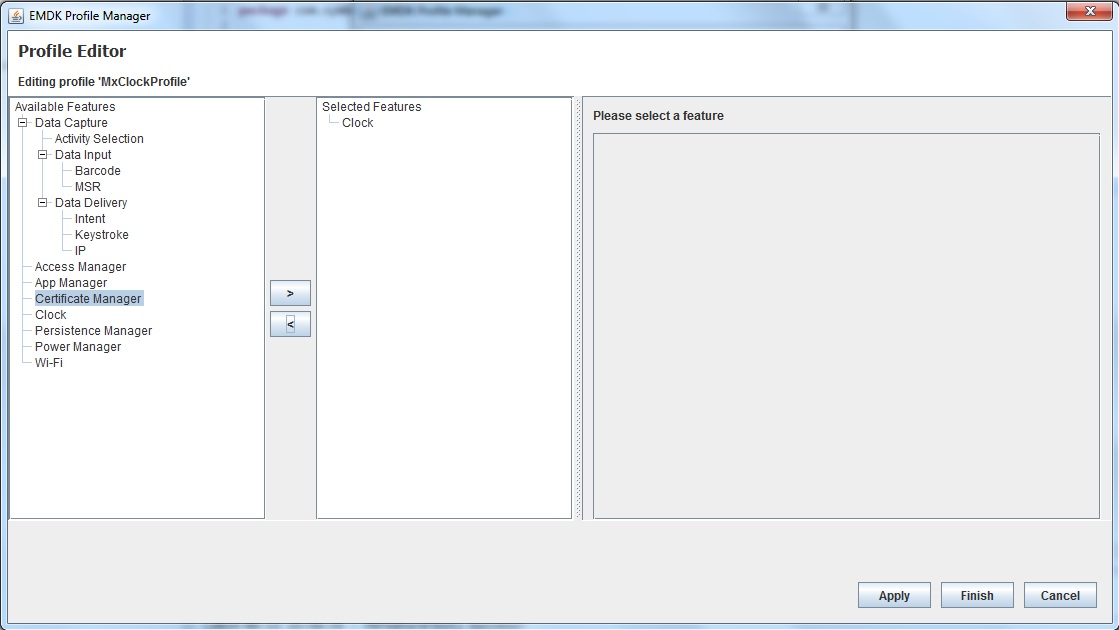 EMDK Profile Manager
Profile Editor
Editing profile 'MxClockProfile'
Available Features
Data Capture
Activity Selection
Data Input
Barcode
MSR
Data Delivery
Intent
Keystroke
IP
Access Manager
App Manager
Certificate Manager
Clock
Persistence Manager
Power Manager
Wi-Fi
>
<
Selected Features
Clock
Please select a feature
Apply
Finish
Cancel